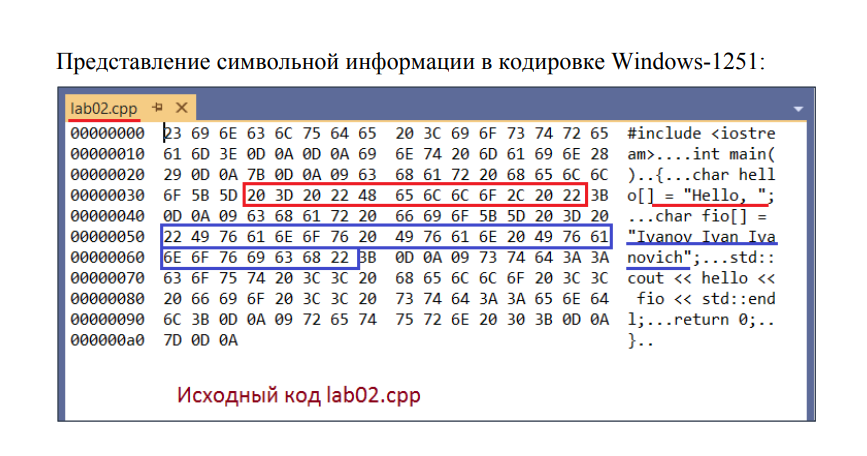 Представление символьной информации в кодировке Windows-1251:
lab02.cpp
00000000 23 69 6E 63 6C 75 64 65 20 3C 69 6F 73 74 72 65 #include <iostre
00000010 61 6D 3E 0D 0A 0D 0A 69 6E 74 20 6D 61 69 6E 28 am>....int main(
00000020 29 0D 0A 7B 0D 0A 09 63 68 61 72 20 68 65 6C 6C )..{...char hell
00000030 6F 5B 5D 20 3D 20 22 48 65 6C 6C 6F 2C 20 22 3B o[] = "Hello, ";
00000040 0D 0A 09 63 68 61 72 20 66 69 6F 5B 5D 20 3D 20 ...char fio[] =
00000050 22 49 76 61 6E 6F 76 20 49 76 61 6E 20 49 76 61 "Ivanov Ivan Iva
00000060 6E 6F 76 69 63 68 22 3B 0D 0A 09 73 74 64 3A 3A novich";...std::
00000070 63 6F 75 74 20 3C 3C 20 68 65 6C 6C 6F 20 3C 3C cout << hello <<
00000080 20 66 69 6F 20 3C 3C 20 73 74 64 3A 3A 65 6E 64 fio << std::end
00000090 6C 3B 0D 0A 09 72 65 74 75 72 6E 20 30 3B 0D 0A l;...return 0;..
000000a0 7D 0D 0A }..
Исходный код lab02.cpp